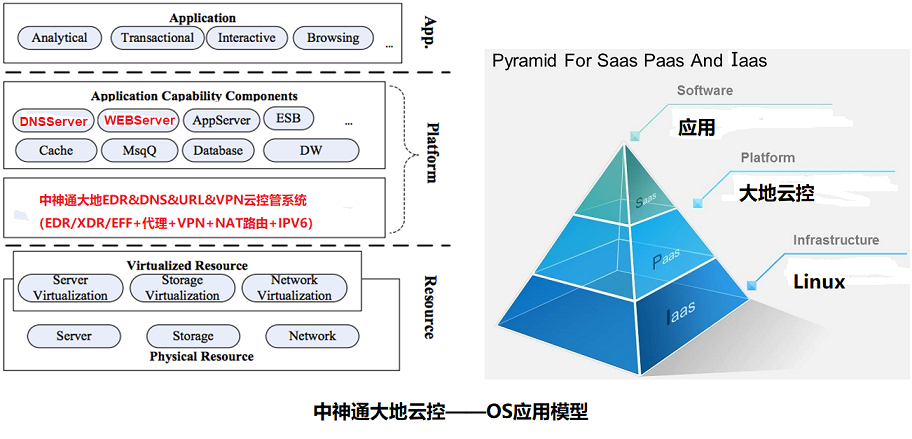 Application
Analytical
Transactional
Interactive
Browsing
...
App.
Application Capability Components
DNSServer
WEBServer
AppServer
ESB
...
Cache
MsqQ
Database
DW
Platform
中神通大地EDR&DNS&URL&VPN云控管系统
(EDR/XDR/EFF+代理+VPN+NAT路由+IPV6)
Virtualized Resource
Server
Virtualization
Storage
Virtualization
Network
Virtualization
Server
Storage
Network
Physical Resource
Resource
Pyramid For Saas Paas And Iaas
Software
应用
Platform
大地云控
Infrastructure
Linux
Saas
Paas
Iaas
中神通大地云控——OS应用模型